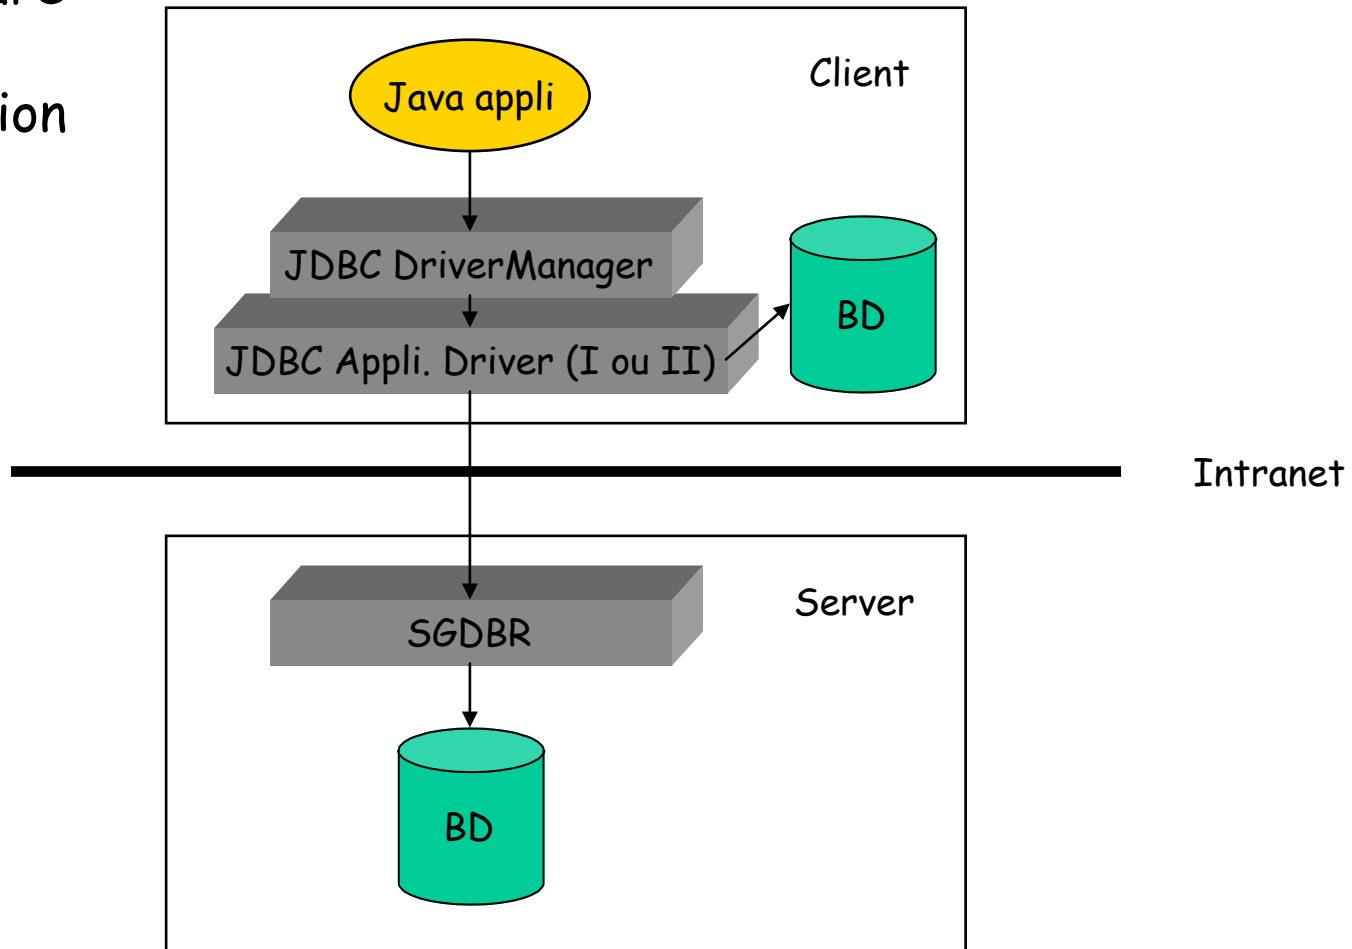 ion
Client
Java appli
JDBC DriverManager
BD
JDBC Appli. Driver (I ou II)
Intranet
Server
SGDBR
BD